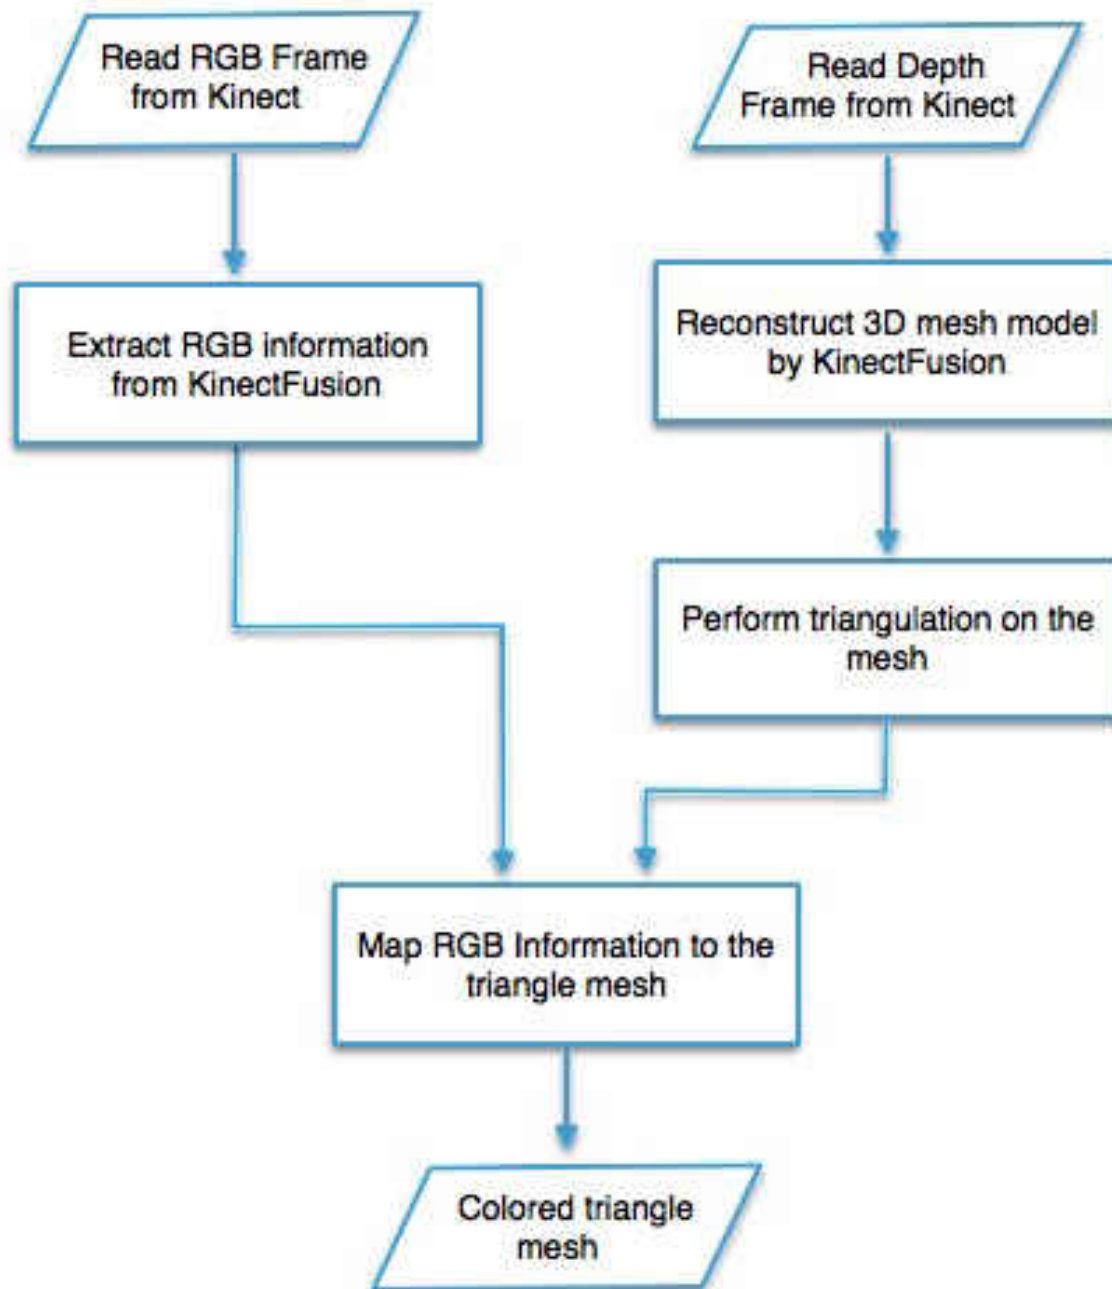 Read RGB Frame
from Kinect
Read Depth
Frame from Kinect
Extract RGB information
from KinectFusion
Reconstruct 3D mesh model
by KinectFusion
Perform triangulation on the
mesh
Map RGB Information to the
triangle mesh
Colored triangle
mesh